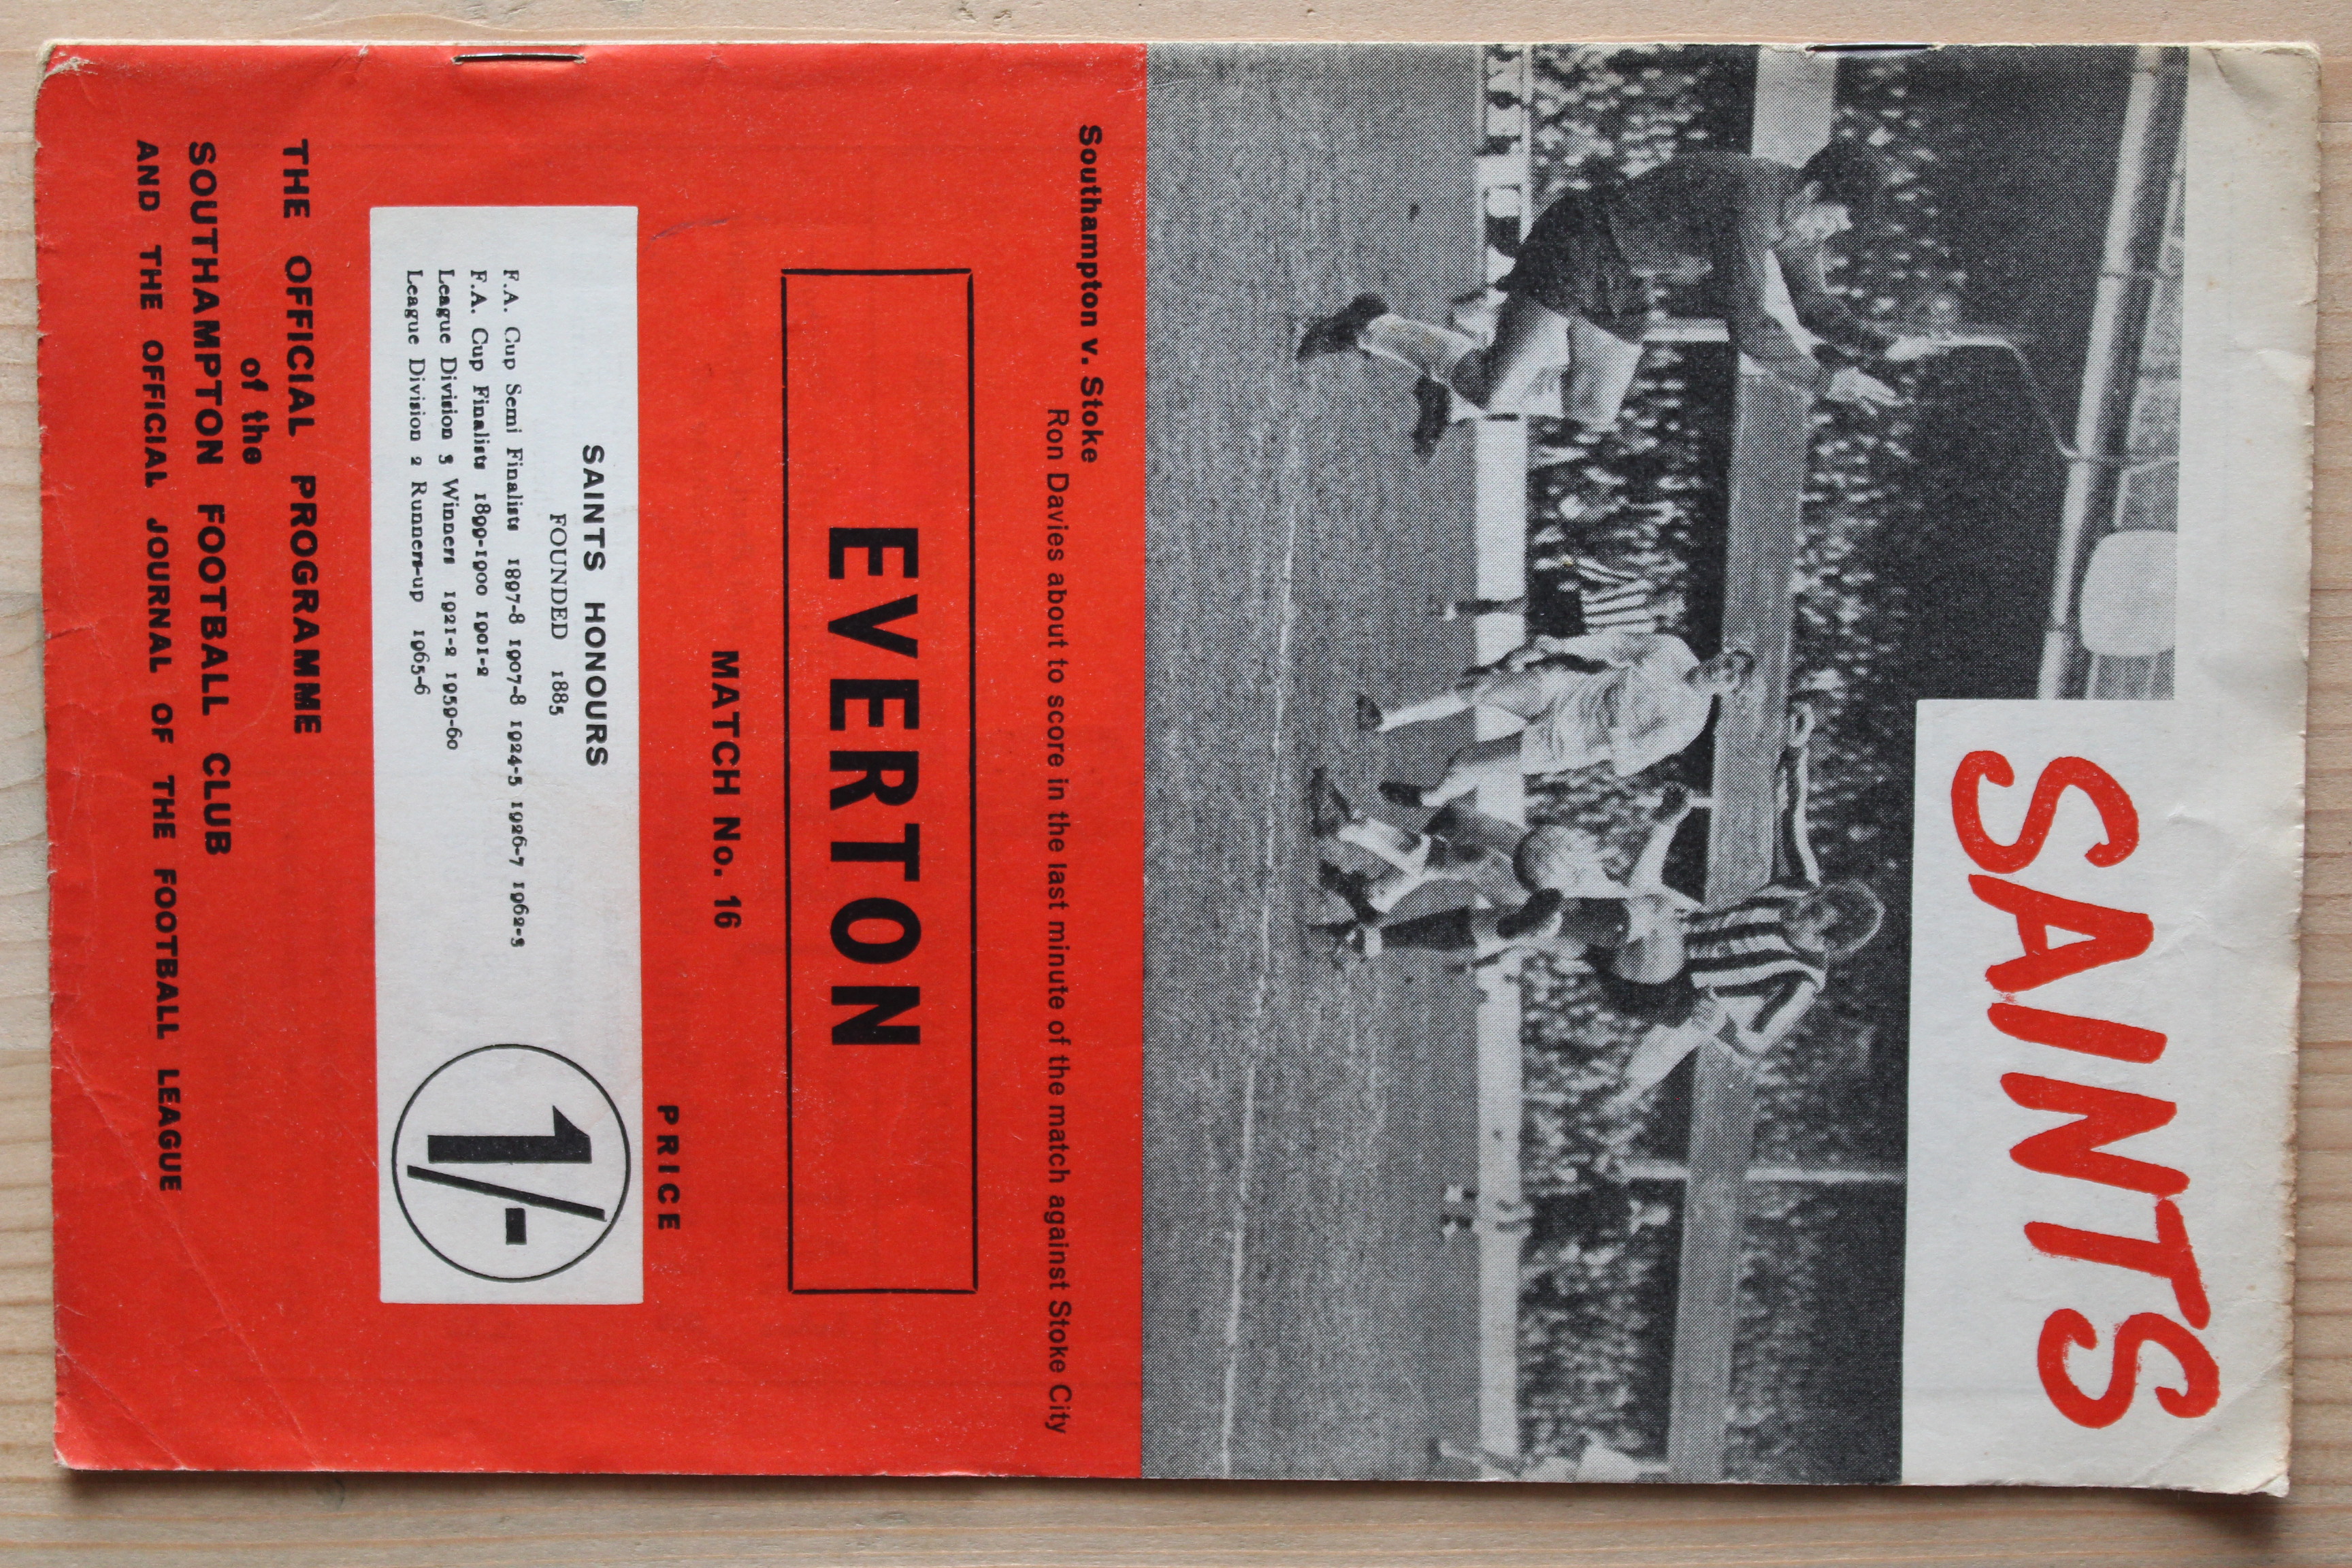 SAINTS
Southampton v. Stoke
Ron Davies about to score in the last minute of the match against Stoke City
EVERTON
MATCH No. 16
PRICE
SAINTS HONOURS
FOUNDED 1885
F.A. Cup Semi Finalists 1897-8 1907-8 1924-5 1926-7 1962-3
F.A. Cup Finalists 1899-1900 1901-2
League Division 3 Winners 1921-2 1959-60
League Division 2 Runners-up 1965-6
1/-
THE OFFICIAL PROGRAMME
of the
SOUTHAMPTON FOOTBALL CLUB
AND THE OFFICIAL JOURNAL OF THE FOOTBALL LEAGUE